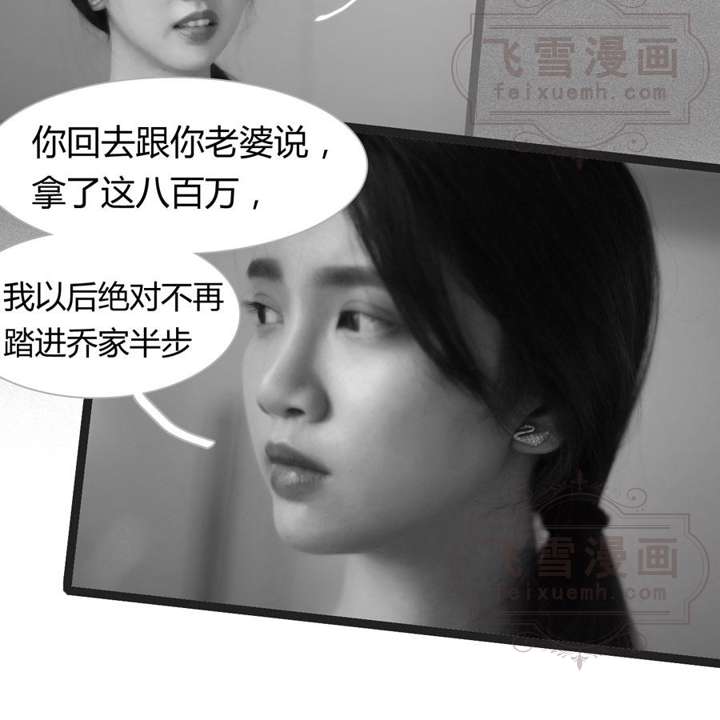 飞雪漫画
feixuemh.com
你回去跟你老婆说，
拿了这八百万，
我以后绝对不再
踏进乔家半步
飞雪漫画
feixuemh.com